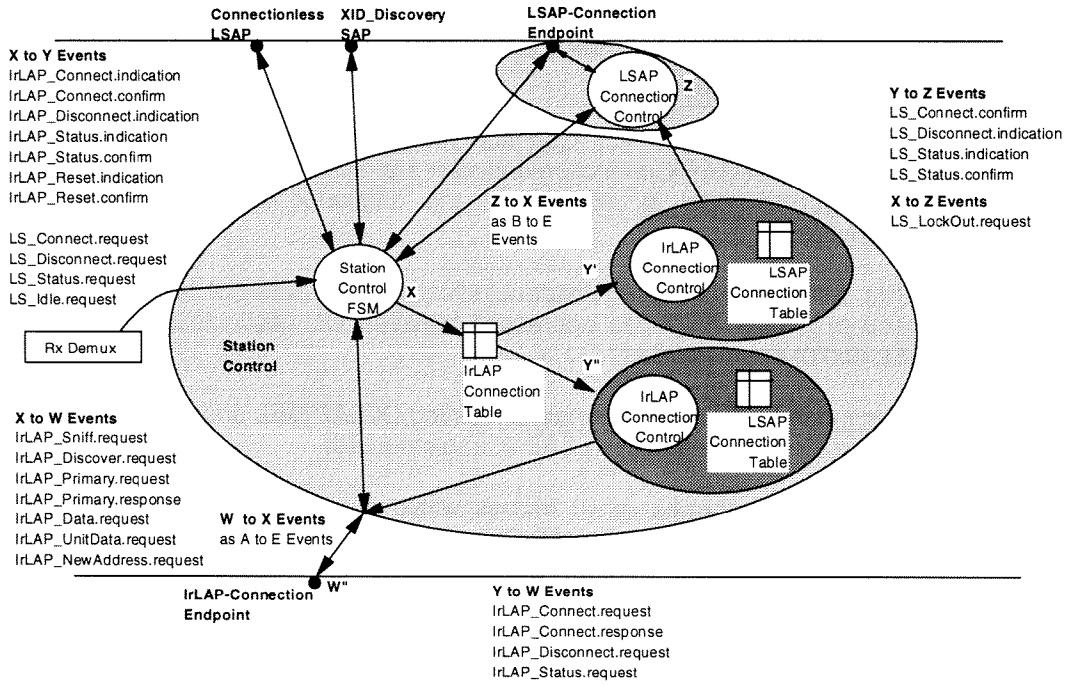 Connectionless
LSAP
XID_Discovery
SAP
LSAP-Connection
Endpoint
X to Y Events
IrLAP_Connect.indication
IrLAP_Connect.confirm
IrLAP_Disconnect.indication
IrLAP_Status.indication
IrLAP_Status.confirm
IrLAP_Reset.indication
IrLAP_Reset.confirm
LS_Connect.request
LS_Disconnect.request
LS_Status.request
LS_Idle.request
Rx Demux
LSAP
Connection
Control
Z
Y to Z Events
LS_Connect.confirm
LS_Disconnect.indication
LS_Status.indication
LS_Status.confirm
X to Z Events
LS_LockOut.request
Z to X Events
as B to E
Events
Station
Control
FSM
X
Station
Control
IrLAP
Connection
Table
Y'
IrLAP
Connection
Control
LSAP
Connection
Table
Y"
IrLAP
Connection
Control
LSAP
Connection
Table
X to W Events
IrLAP_Sniff.request
IrLAP_Discover.request
IrLAP_Primary.request
IrLAP_Primary.response
IrLAP_Data.request
IrLAP_UnitData.request
IrLAP_NewAddress.request
W to X Events
as A to E Events
IrLAP-Connection
Endpoint
W"
Y to W Events
IrLAP_Connect.request
IrLAP_Connect.response
IrLAP_Disconnect.request
IrLAP_Status.request